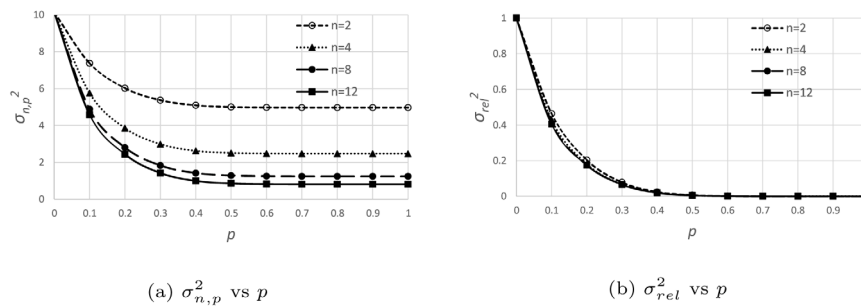 10
8
6
4
2
0
σn,p²
0 0.1 0.2 0.3 0.4 0.5 0.6 0.7 0.8 0.9 1
p
n=2
n=4
n=8
n=12
(a) σ²n,p vs p
1
0.8
0.6
0.4
0.2
0
σrel²
0 0.1 0.2 0.3 0.4 0.5 0.6 0.7 0.8 0.9
p
n=2
n=4
n=8
n=12
(b) σ²rel vs p